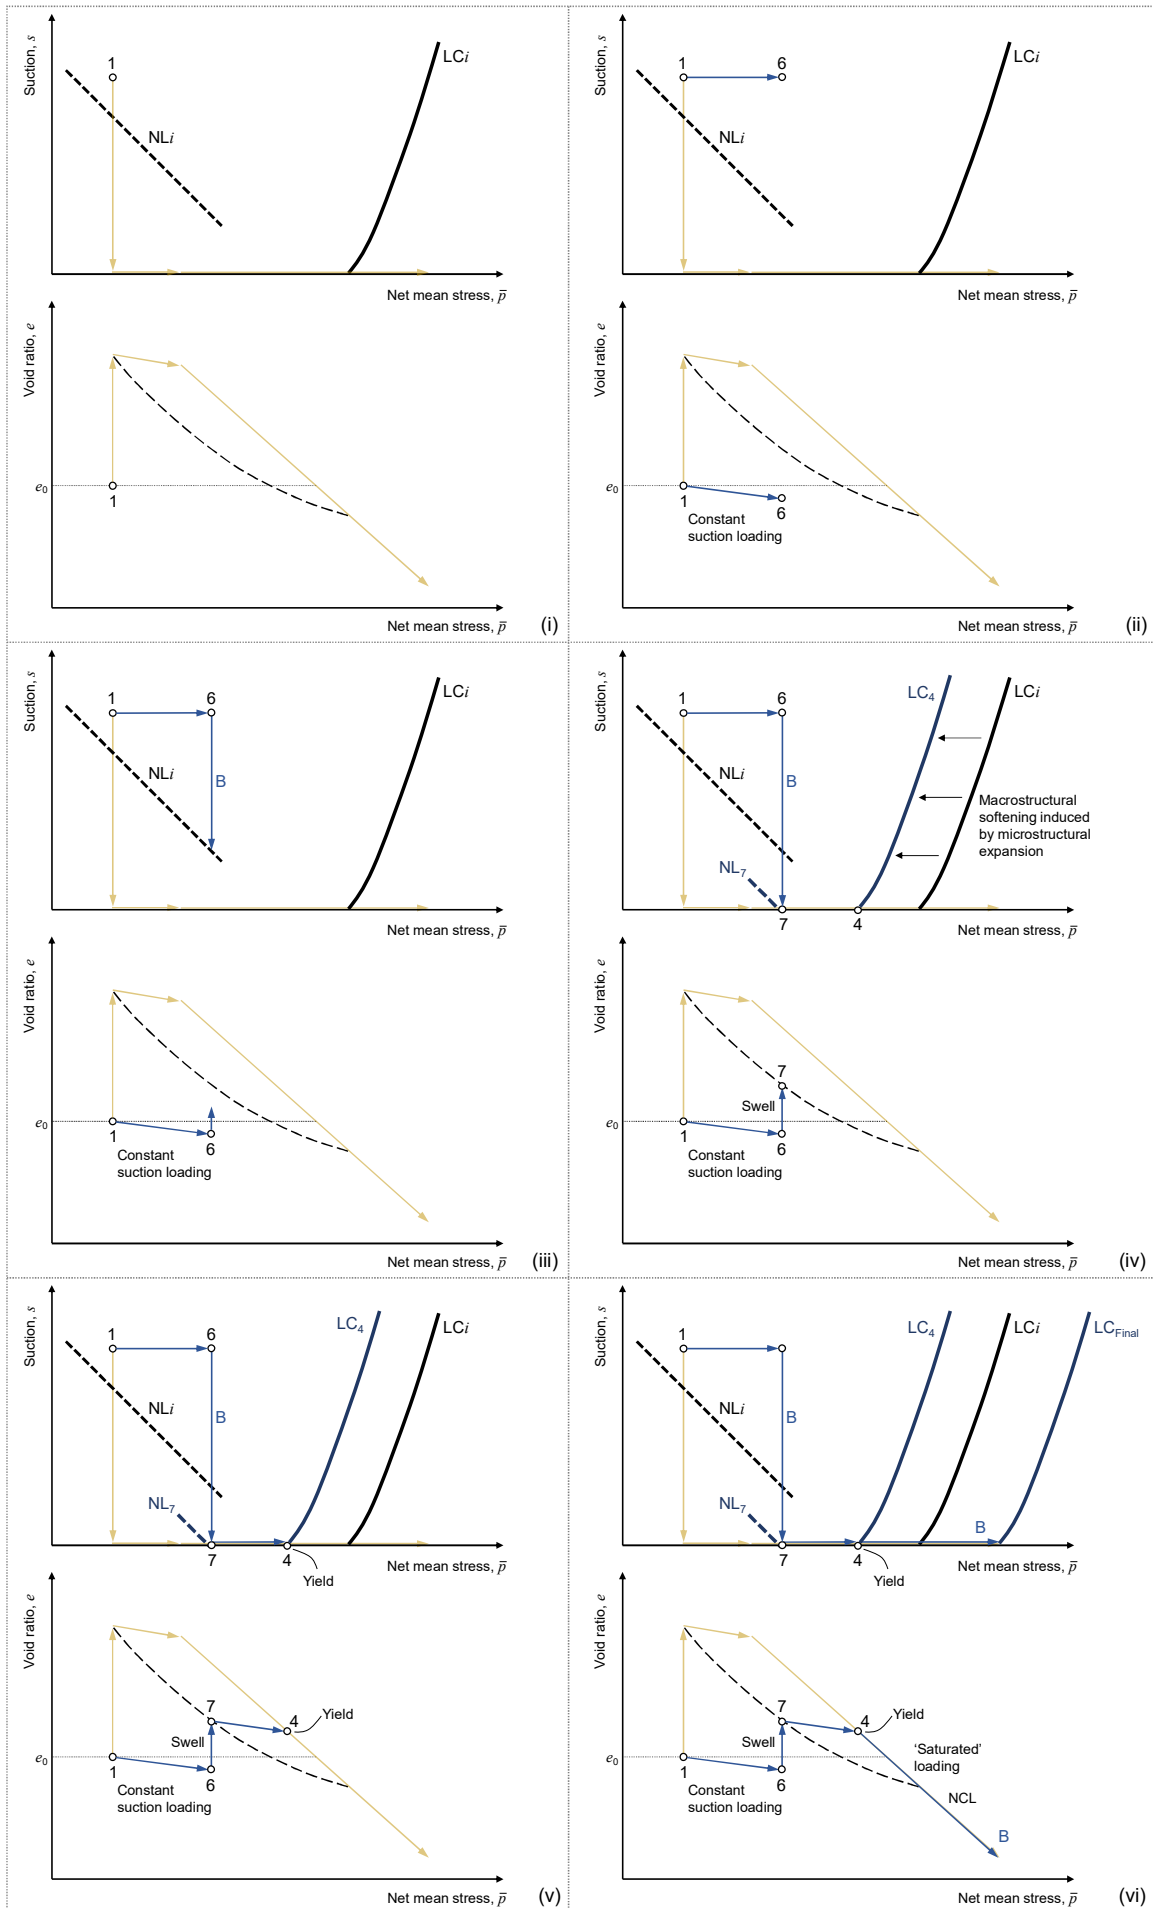 Suction, s
1
NLi
LCi
Net mean stress, p̄
Void ratio, e
e₀
1
Net mean stress, p̄
(i)
Suction, s
1
6
NLi
LCi
Net mean stress, p̄
Void ratio, e
e₀
1
6
Constant
suction loading
Net mean stress, p̄
(ii)
Suction, s
1
6
NLi
B
LCi
Net mean stress, p̄
Void ratio, e
e₀
1
6
Constant
suction loading
Net mean stress, p̄
(iii)
Suction, s
1
6
LC₄
LCi
NLi
B
Macrostructural
softening induced
by microstructural
expansion
NL₇
7
4
Net mean stress, p̄
Void ratio, e
7
Swell
e₀
1
6
Constant
suction loading
Net mean stress, p̄
(iv)
Suction, s
1
6
LC₄
LCi
NLi
B
NL₇
7
4
Yield
Net mean stress, p̄
Void ratio, e
7
4
Yield
Swell
e₀
1
6
Constant
suction loading
Net mean stress, p̄
(v)
Suction, s
1
6
LC₄
LCi
LC_Final
NLi
B
NL₇
B
7
4
Yield
Net mean stress, p̄
Void ratio, e
7
4
Yield
Swell
‘Saturated’
loading
e₀
1
6
Constant
suction loading
NCL
B
Net mean stress, p̄
(vi)